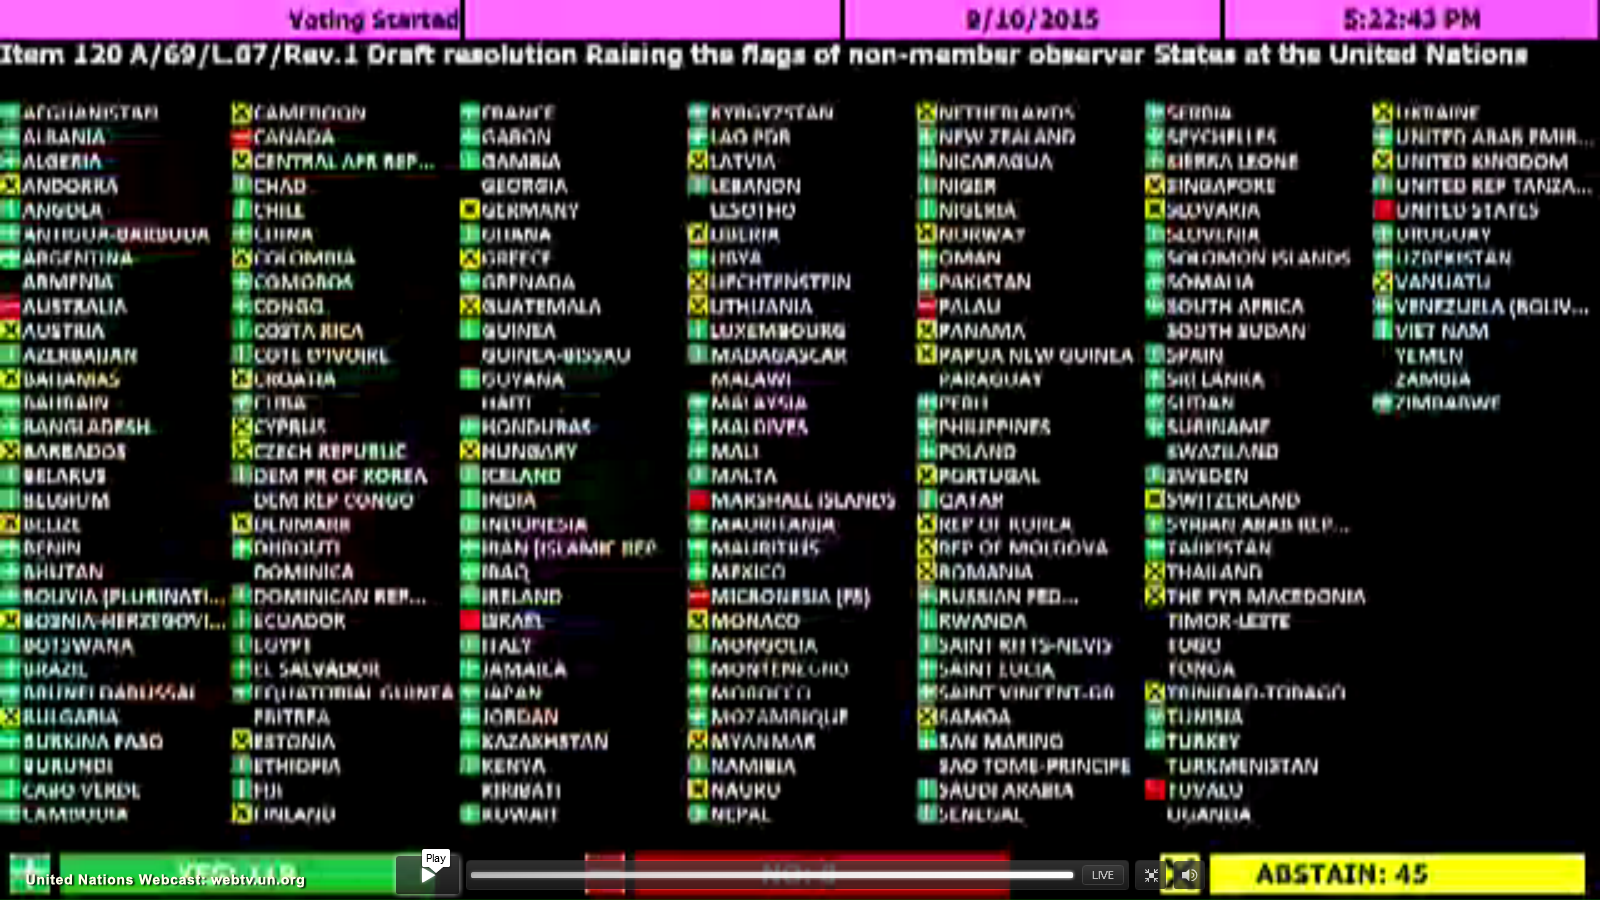 Voting Started 9/10/2015 5:22:43 PM
Item 120 A/69/L.87/Rev.1 Draft resolution Raising the flags of non-member observer States at the United Nations
AFGHANISTAN CAMEROON FRANCE KYRGYZSTAN NETHERLANDS SERBIA UKRAINE
ALBANIA CANADA GABON LAO PDR NEW ZEALAND SEYCHELLES UNITED ARAB EMIR...
ALGERIA CENTRAL AFR REP... GAMBIA LATVIA NICARAGUA SIERRA LEONE UNITED KINGDOM
ANDORRA CHAD GEORGIA LEBANON NIGER SINGAPORE UNITED REP TANZA...
ANGOLA CHILE GERMANY LESOTHO NIGERIA SLOVAKIA UNITED STATES
ANTIGUA-BARBUDA CHINA GHANA LIBERIA NORWAY SLOVENIA URUGUAY
ARGENTINA COLOMBIA GREECE LIBYA OMAN SOLOMON ISLANDS UZBEKISTAN
ARMENIA COMOROS GRENADA LIECHTENSTEIN PAKISTAN SOMALIA VANUATU
AUSTRALIA CONGO GUATEMALA LITHUANIA PALAU SOUTH AFRICA VENEZUELA (BOLIV...
AUSTRIA COSTA RICA GUINEA LUXEMBOURG PANAMA SOUTH SUDAN VIET NAM
AZERBAIJAN COTE D'IVOIRE GUINEA-BISSAU MADAGASCAR PAPUA NEW GUINEA SPAIN YEMEN
BAHAMAS CROATIA GUYANA MALAWI PARAGUAY SRI LANKA ZAMBIA
BAHRAIN CUBA HAITI MALAYSIA PERU SUDAN ZIMBABWE
BANGLADESH CYPRUS HONDURAS MALDIVES PHILIPPINES SURINAME
BARBADOS CZECH REPUBLIC HUNGARY MALI POLAND SWAZILAND
BELARUS DEM PR OF KOREA ICELAND MALTA PORTUGAL SWEDEN
BELGIUM DEM REP CONGO INDIA MARSHALL ISLANDS QATAR SWITZERLAND
BELIZE DENMARK INDONESIA MAURITANIA REP OF KOREA SYRIAN ARAB REP...
BENIN DJIBOUTI IRAN (ISLAMIC REP MAURITIUS REP OF MOLDOVA TAJIKISTAN
BHUTAN DOMINICA IRAQ MEXICO ROMANIA THAILAND
BOLIVIA (PLURINATI... DOMINICAN REP... IRELAND MICRONESIA (FS) RUSSIAN FED... THE FYR MACEDONIA
BOSNIA-HERZEGOVI... ECUADOR ISRAEL MONACO RWANDA TIMOR-LESTE
BOTSWANA EGYPT ITALY MONGOLIA SAINT KITTS-NEVIS TOGO
BRAZIL EL SALVADOR JAMAICA MONTENEGRO SAINT LUCIA TONGA
BRUNEI DARUSSAL EQUATORIAL GUINEA JAPAN MOROCCO SAINT VINCENT-GR TRINIDAD-TOBAGO
BULGARIA ERITREA JORDAN MOZAMBIQUE SAMOA TUNISIA
BURKINA FASO ESTONIA KAZAKHSTAN MYANMAR SAN MARINO TURKEY
BURUNDI ETHIOPIA KENYA NAMIBIA SAO TOME-PRINCIPE TURKMENISTAN
CABO VERDE FIJI KIRIBATI NAURU SAUDI ARABIA TUVALU
CAMBODIA FINLAND KUWAIT NEPAL SENEGAL UGANDA
Play
NO: 8 LIVE ABSTAIN: 45
United Nations Webcast: webtv.un.org